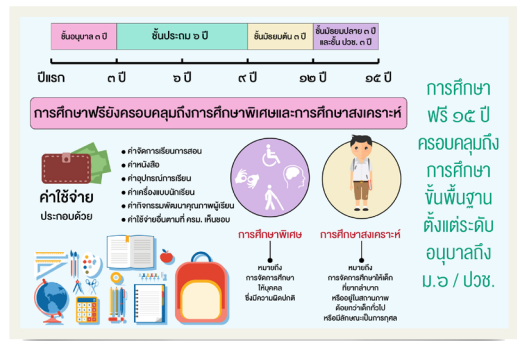 ชั้นอนุบาล ๓ ปี
ชั้นประถม ๖ ปี
ชั้นมัธยมต้น ๓ ปี
ชั้นมัธยมปลาย ๓ ปี
และชั้น ปวช. ๓ ปี
ปีแรก
๓ ปี
๖ ปี
๙ ปี
๑๒ ปี
๑๕ ปี
การศึกษาฟรียังครอบคลุมถึงการศึกษาพิเศษและการศึกษาสงเคราะห์
ค่าใช้จ่าย
ประกอบด้วย
• ค่าจัดการเรียนการสอน
• ค่าหนังสือ
• ค่าอุปกรณ์การเรียน
• ค่าเครื่องแบบนักเรียน
• ค่ากิจกรรมพัฒนาคุณภาพผู้เรียน
• ค่าใช้จ่ายอื่นตามที่ ครม. เห็นชอบ
การศึกษาพิเศษ
หมายถึง
การจัดการศึกษา
ให้บุคคล
ซึ่งมีความผิดปกติ
การศึกษาสงเคราะห์
หมายถึง
การจัดการศึกษาให้เด็ก
ที่ยากลำบาก
หรืออยู่ในสถานภาพ
ด้อยกว่าเด็กทั่วไป
หรือมีลักษณะเป็นการกุศล
การศึกษา
ฟรี ๑๕ ปี
ครอบคลุมถึง
การศึกษา
ขั้นพื้นฐาน
ตั้งแต่ระดับ
อนุบาลถึง
ม.๖ / ปวช.